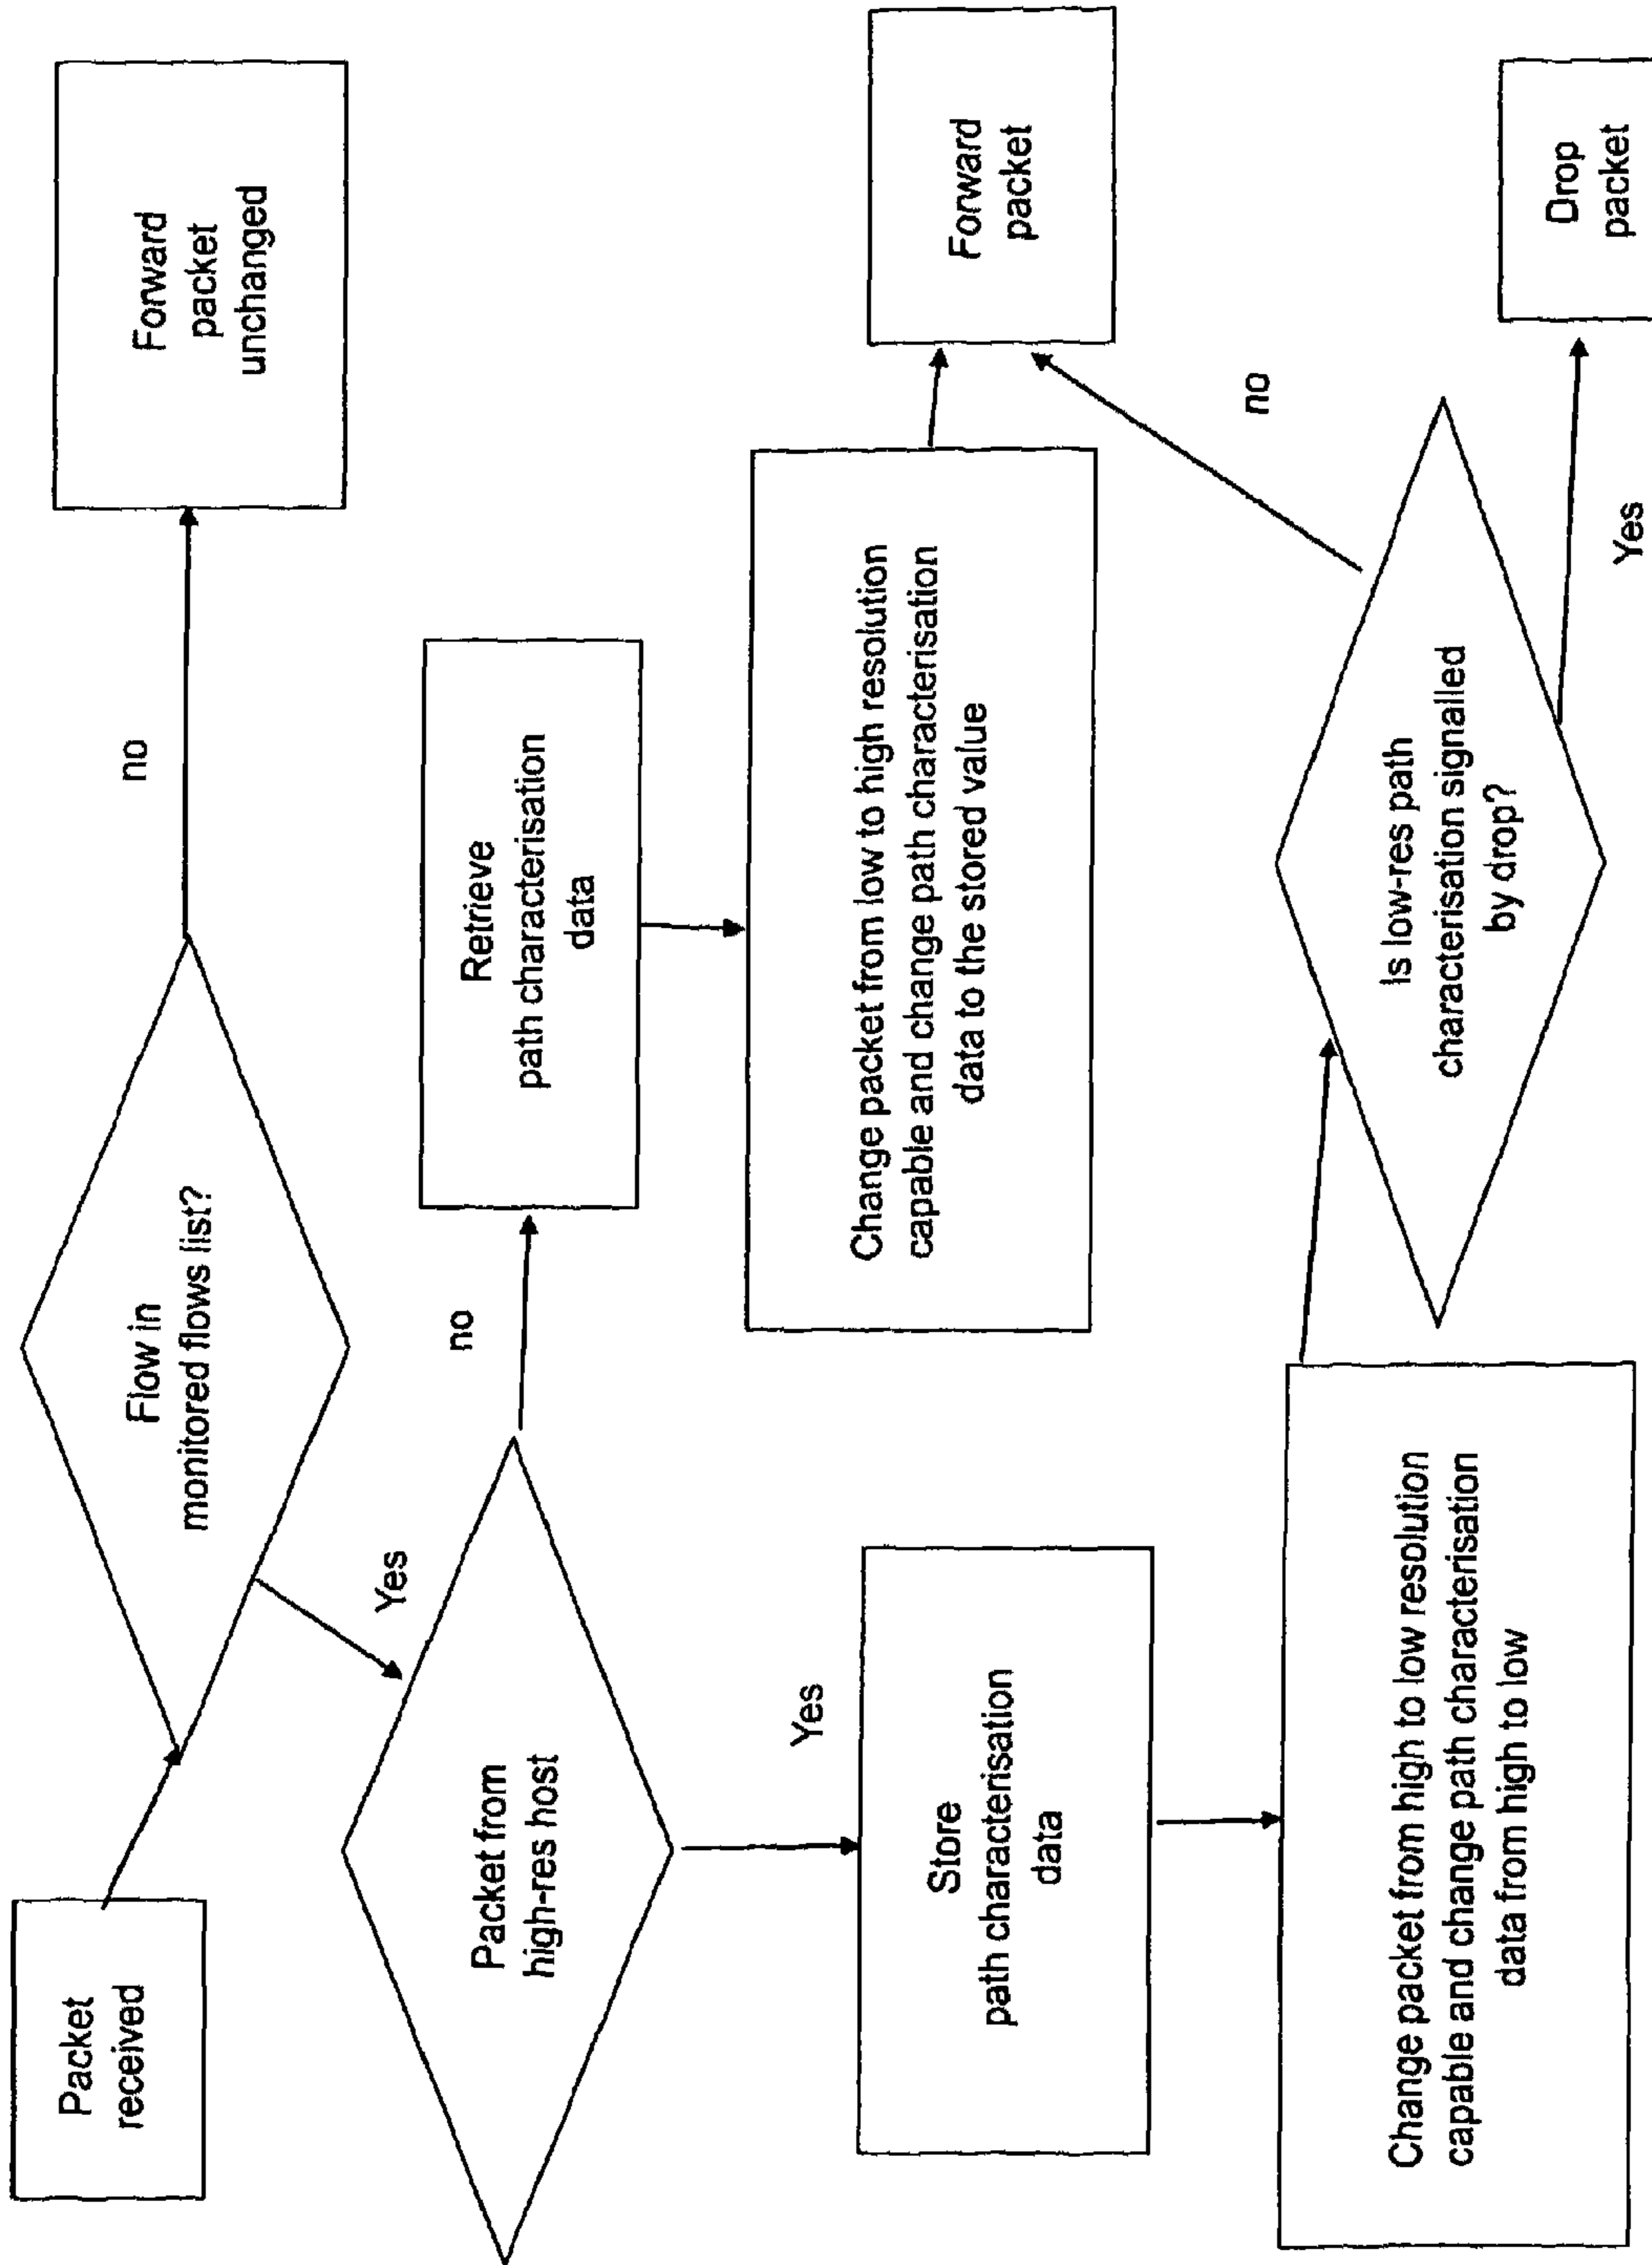 Packet
received
Flow in
monitored flows list?
no
Forward
packet
unchanged
Yes
Packet from
high-res host
no
Retrieve
path characterisation
data
Change packet from low to high resolution
capable and change path characterisation
data to the stored value
Forward
packet
Yes
Store
path characterisation
data
Change packet from high to low resolution
capable and change path characterisation
data from high to low
Is low-res path
characterisation signalled
by drop?
no
Yes
Drop
packet